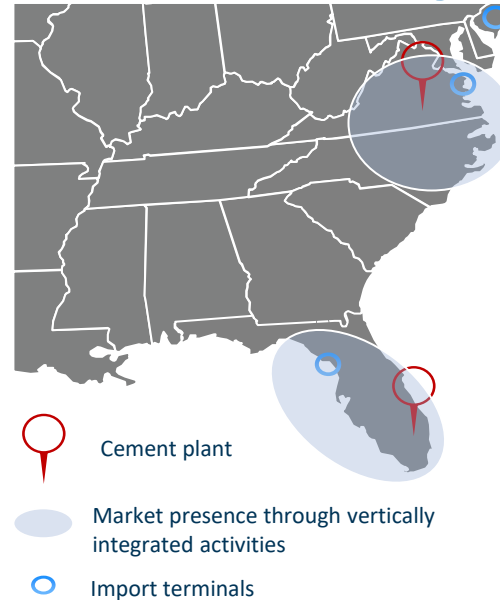 Cement plant
Market presence through vertically
integrated activities
Import terminals